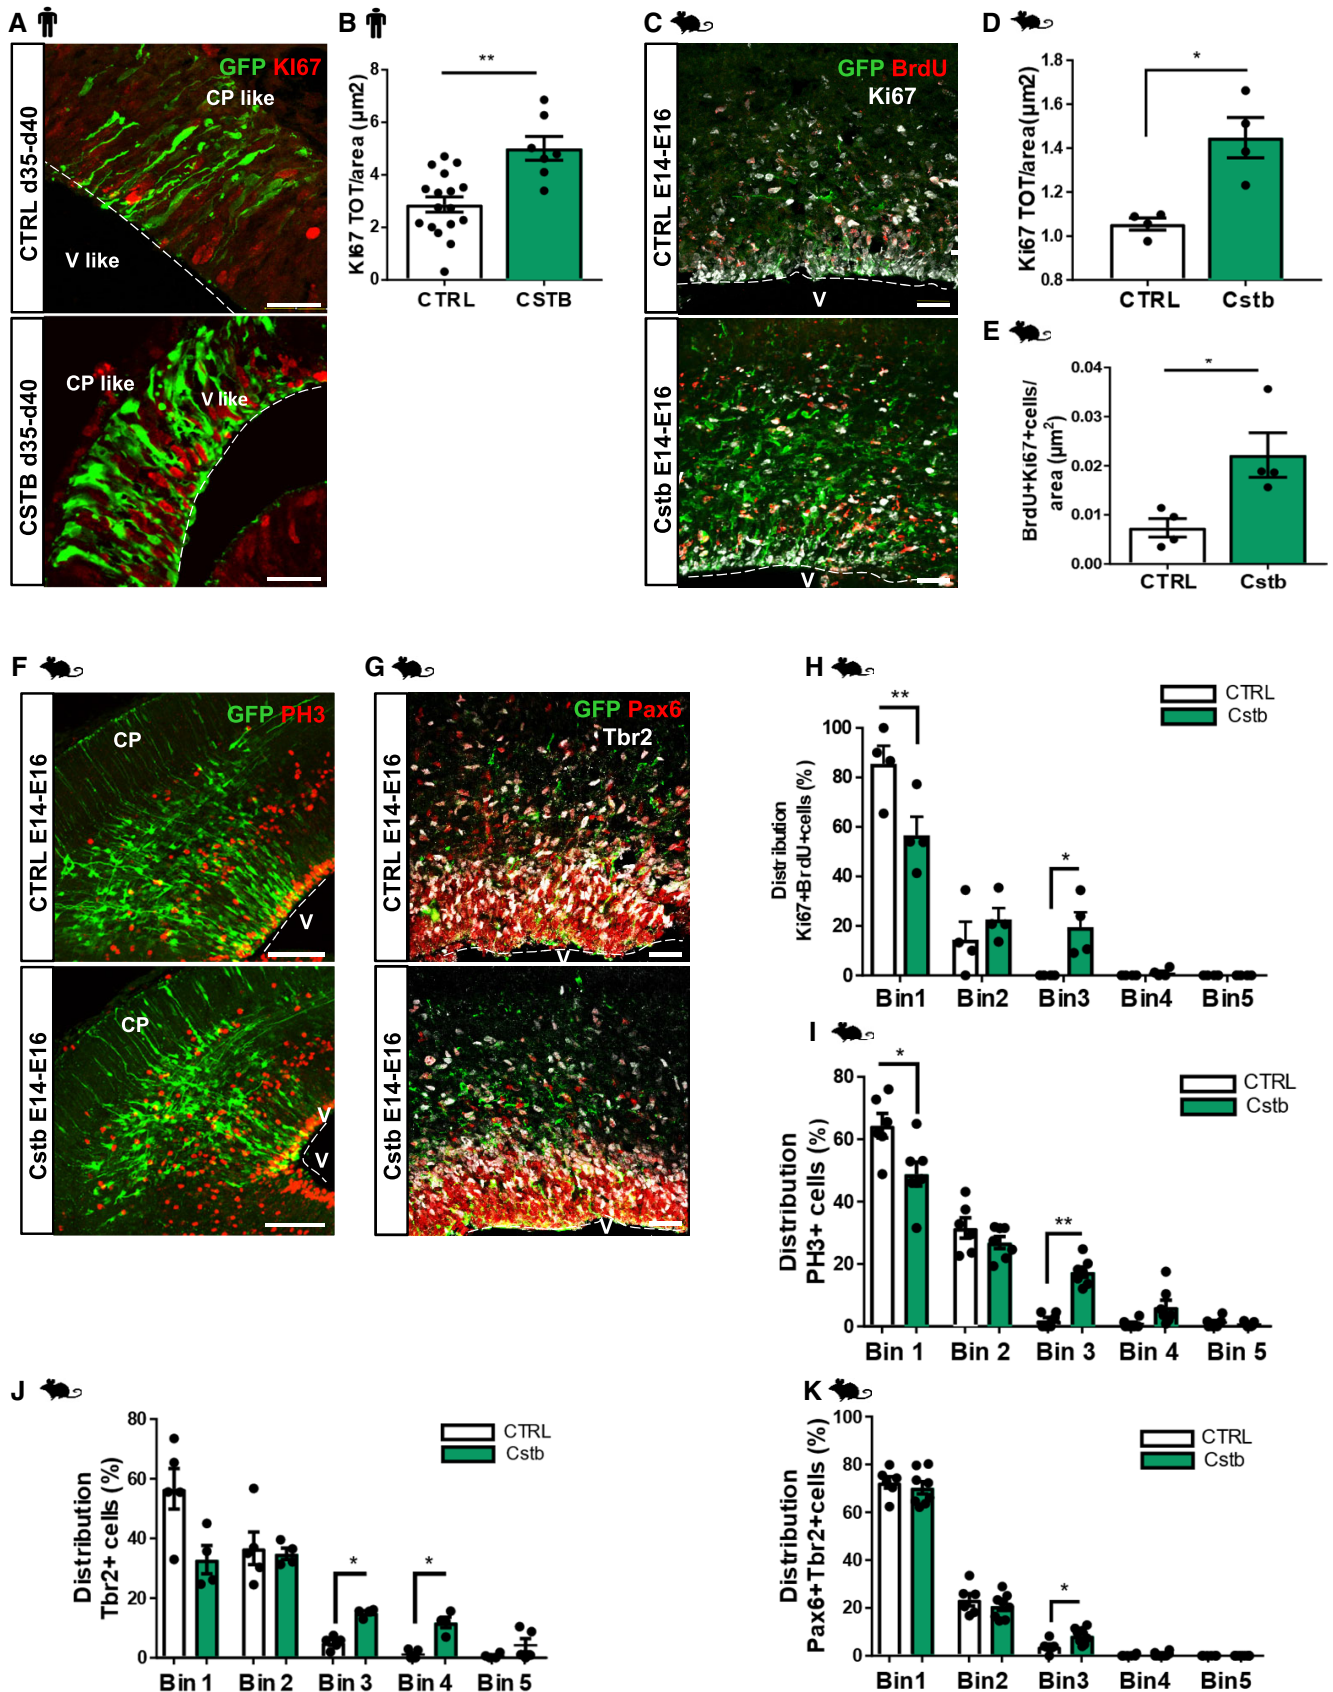 A
GFP KI67
CP like
V like
CTRL d35-d40
CP like
V like
CSTB d35-d40
B
KI67 TOT/area (µm2)
8
6
4
2
0
**
CTRL
CSTB
C
GFP BrdU
Ki67
V
CTRL E14-E16
V
Cstb E14-E16
D
Ki67 TOT/area(µm2)
1.8
1.6
1.4
1.2
1.0
0.8
*
CTRL
Cstb
E
BrdU+Ki67+cells/
area (µm²)
0.04
0.03
0.02
0.01
0.00
*
CTRL
Cstb
F
GFP PH3
CP
V
CTRL E14-E16
CP
V
V
Cstb E14-E16
G
GFP Pax6
Tbr2
V
CTRL E14-E16
V
Cstb E14-E16
H
CTRL
Cstb
Distribution
Ki67+BrdU+cells (%)
100
80
60
40
20
0
**
*
Bin1
Bin2
Bin3
Bin4
Bin5
I
CTRL
Cstb
Distribution
PH3+ cells (%)
80
60
40
20
0
*
**
Bin 1
Bin 2
Bin 3
Bin 4
Bin 5
J
CTRL
Cstb
Distribution
Tbr2+ cells (%)
80
60
40
20
0
*
*
Bin 1
Bin 2
Bin 3
Bin 4
Bin 5
K
CTRL
Cstb
Distribution
Pax6+Tbr2+cells (%)
100
80
60
40
20
0
*
Bin1
Bin2
Bin3
Bin4
Bin5